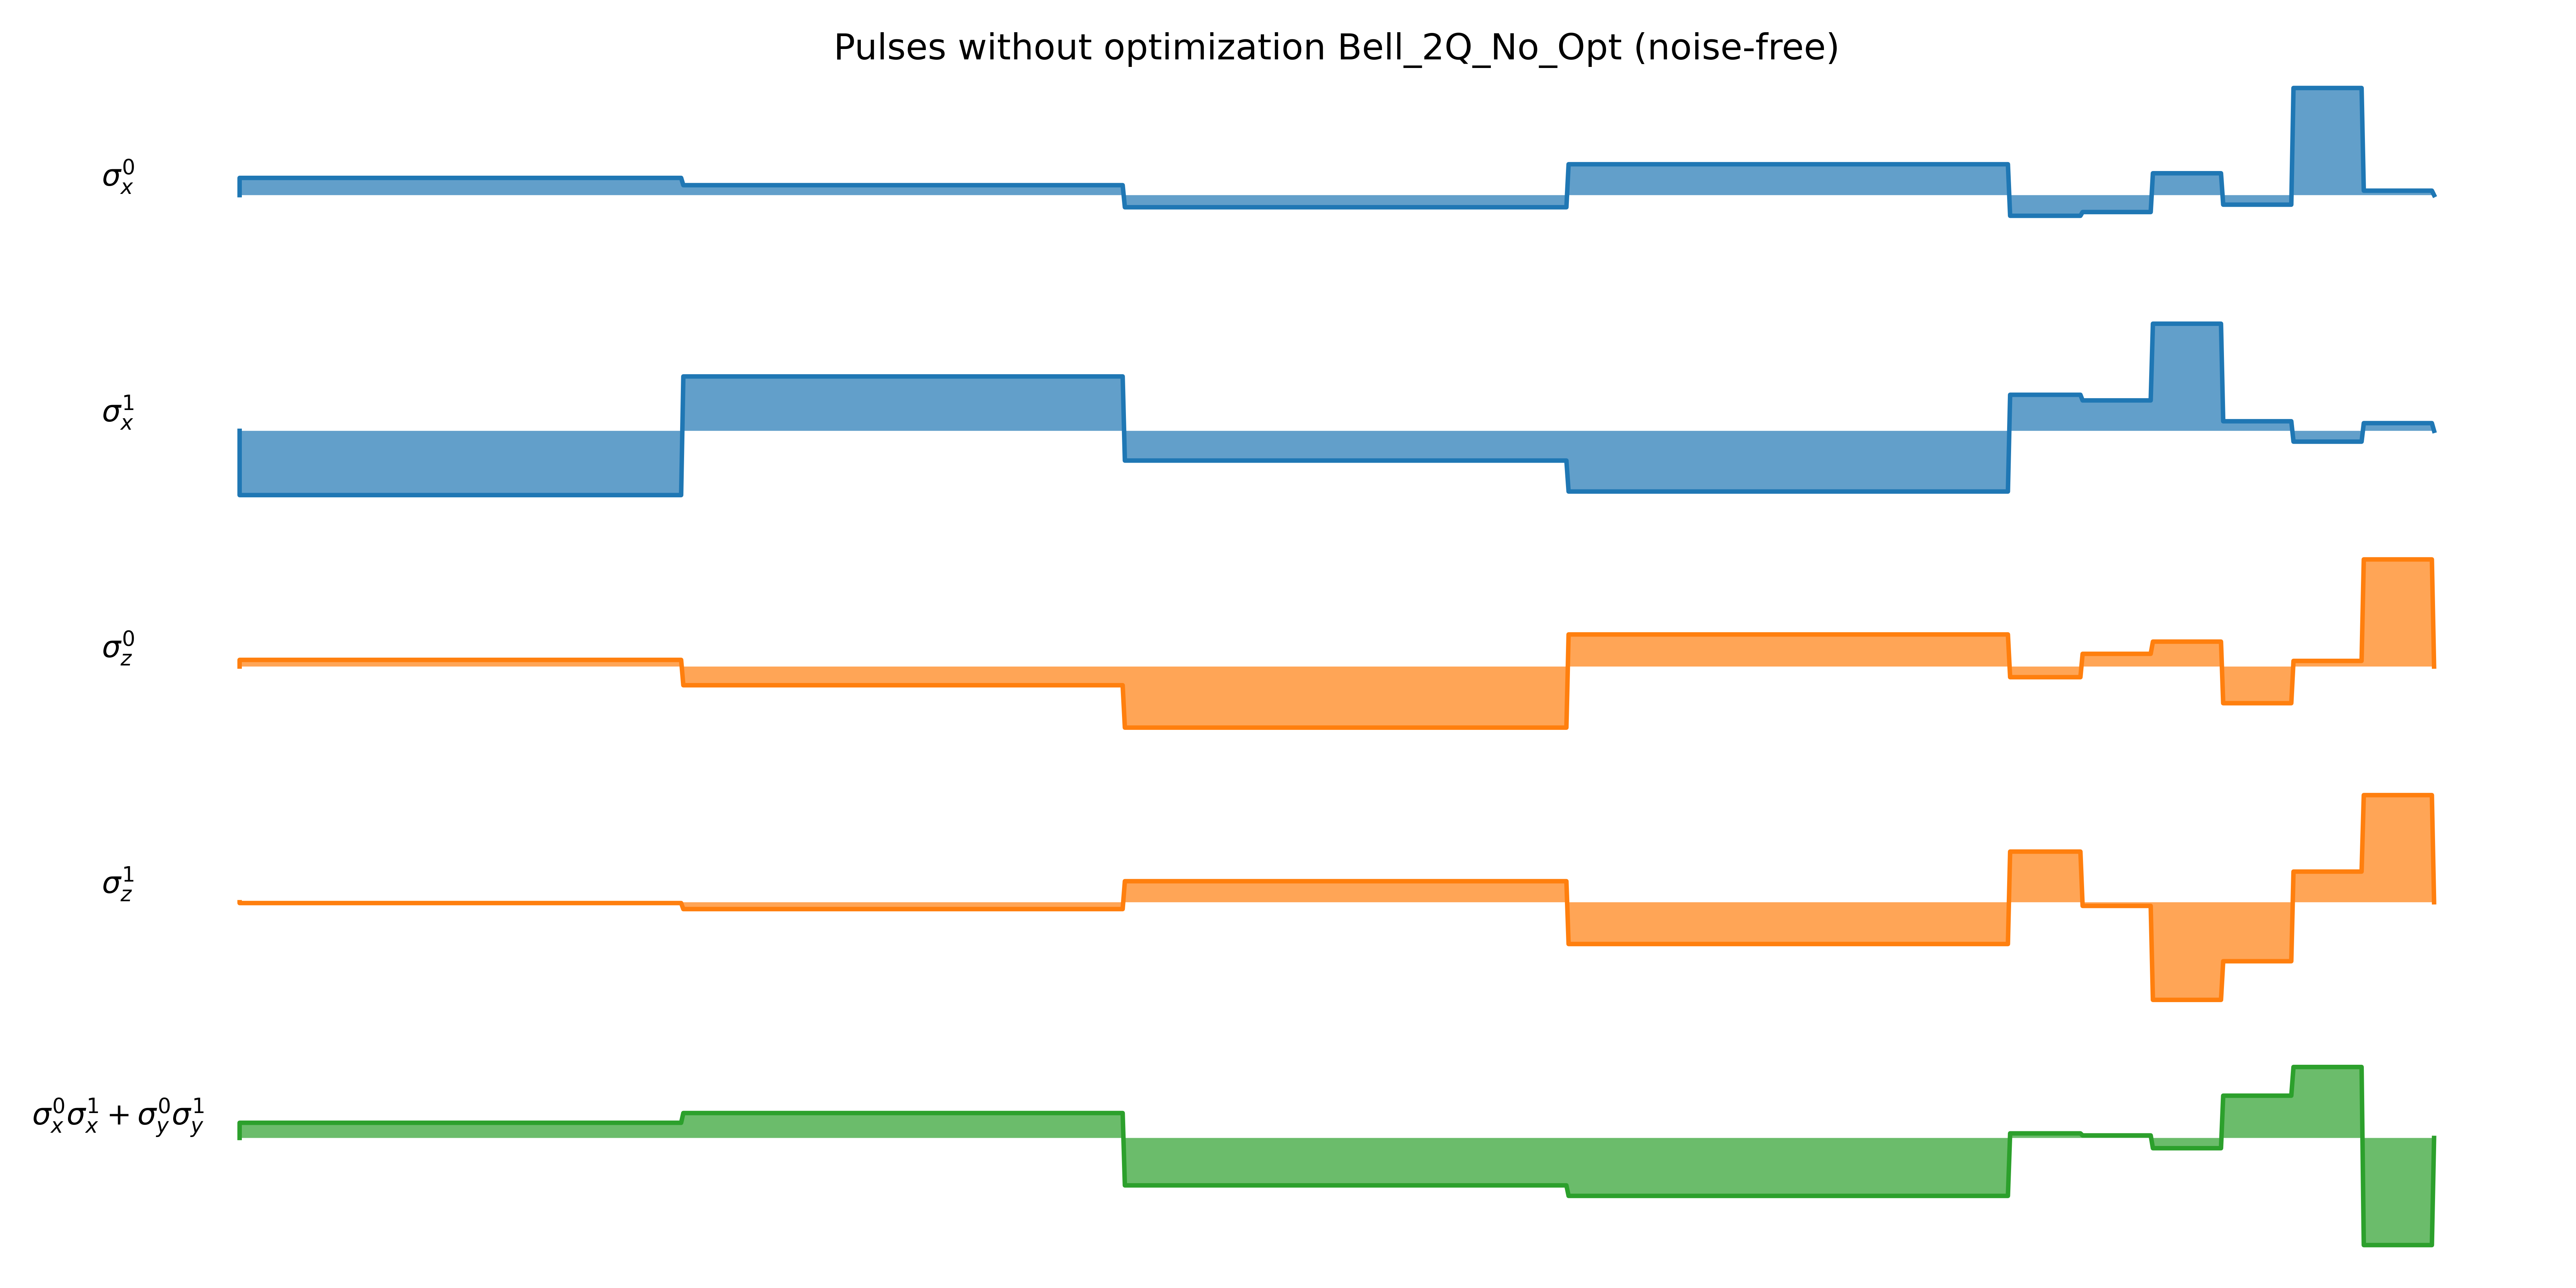 Pulses without optimization Bell_2Q_No_Opt (noise-free)
σ_x^0
σ_x^1
σ_z^0
σ_z^1
σ_x^0σ_x^1 + σ_y^0σ_y^1